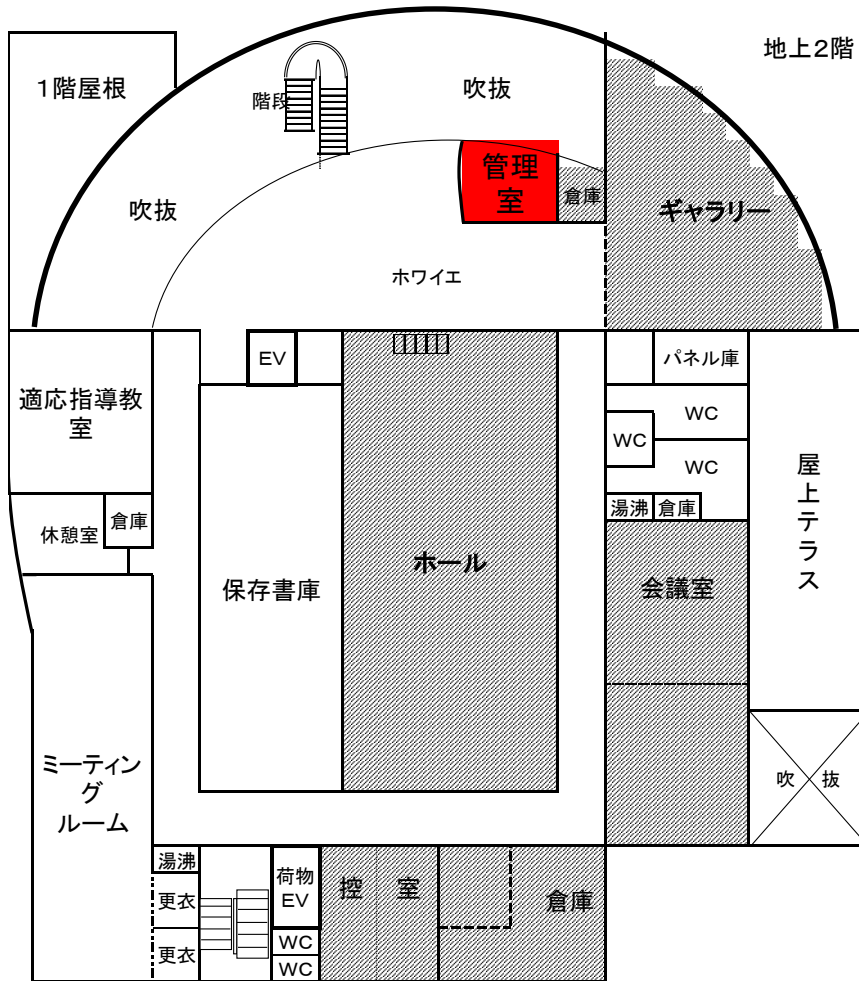 地上2階
1階屋根
階段
吹抜
管理
室
倉庫
吹抜
ギャラリー
ホワイエ
EV
パネル庫
適応指導教
室
WC
WC
WC
屋上テラス
湯沸
倉庫
倉庫
休憩室
ホール
保存書庫
会議室
ミーティン
グ
ルーム
吹
抜
湯沸
荷物
EV
控
室
倉庫
更衣
WC
更衣
WC